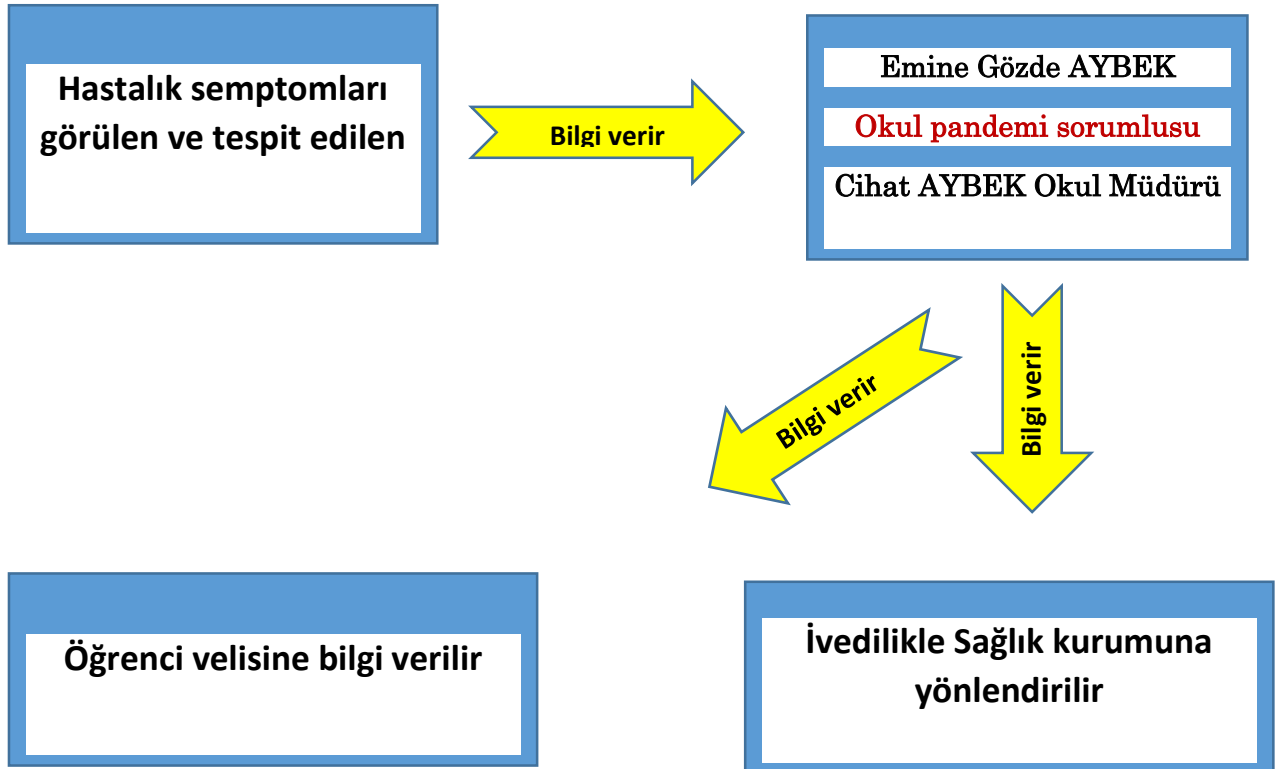 Hastalık semptomları
görülen ve tespit edilen
Bilgi verir
Emine Gözde AYBEK
Okul pandemi sorumlusu
Cihat AYBEK Okul Müdürü
Bilgi verir
Bilgi verir
Öğrenci velisine bilgi verilir
İvedilikle Sağlık kurumuna
yönlendirilir